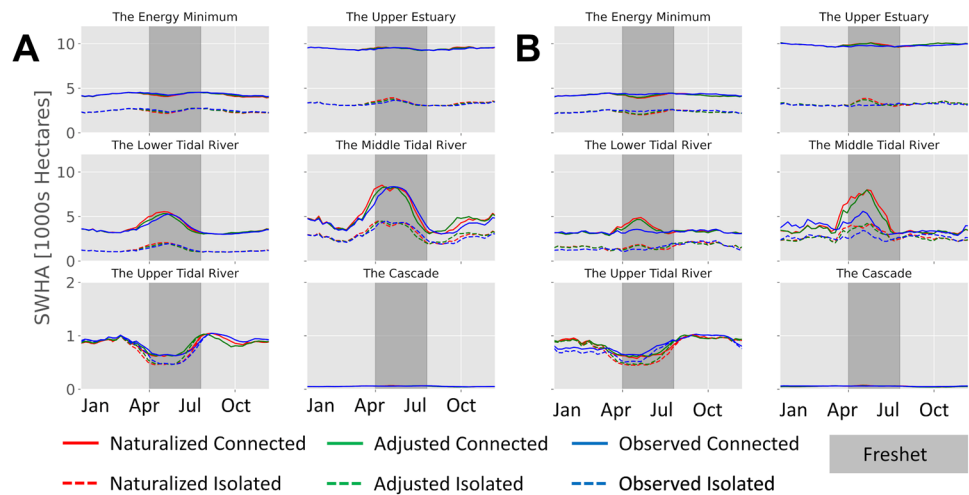 The Energy Minimum
The Upper Estuary
The Energy Minimum
The Upper Estuary
A
B
10
5
0
The Lower Tidal River
The Middle Tidal River
The Lower Tidal River
The Middle Tidal River
SWHA [1000s Hectares]
10
5
0
The Upper Tidal River
The Cascade
The Upper Tidal River
The Cascade
2
1
0
Jan Apr Jul Oct
Jan Apr Jul Oct
Jan Apr Jul Oct
Jan Apr Jul Oct
Naturalized Connected
Adjusted Connected
Observed Connected
Freshet
Naturalized Isolated
Adjusted Isolated
Observed Isolated